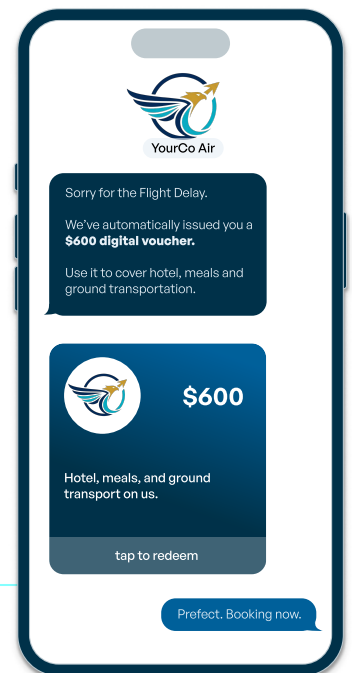 YourCo Air
Sorry for the Flight Delay.
We've automatically issued you a
$600 digital voucher.
Use it to cover hotel, meals and
ground transportation.
$600
Hotel, meals, and ground
transport on us.
tap to redeem
Prefect. Booking now.